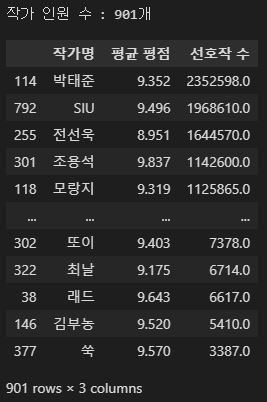 작가 인원 수 : 901개
작가명 평균 평점 선호작 수
114 박태준 9.352 2352598.0
792 SIU 9.496 1968610.0
255 전선욱 8.951 1644570.0
301 조용석 9.837 1142600.0
118 모랑지 9.319 1125865.0
... ... ... ...
302 또이 9.403 7378.0
322 최날 9.175 6714.0
38 래드 9.643 6617.0
146 김부농 9.520 5410.0
377 쑥 9.570 3387.0
901 rows × 3 columns